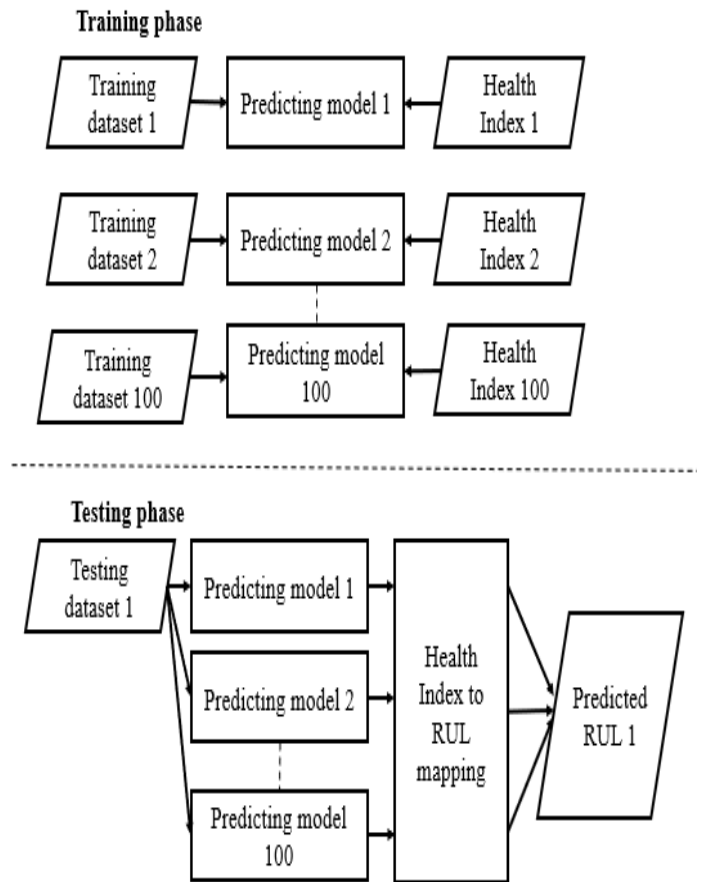 Training phase
Training
dataset 1
Predicting model 1
Health
Index 1
Training
dataset 2
Predicting model 2
Health
Index 2
Training
dataset 100
Predicting model
100
Health
Index 100
Testing phase
Testing
dataset 1
Predicting model 1
Predicting model 2
Predicting model
100
Health
Index to
RUL
mapping
Predicted
RUL 1